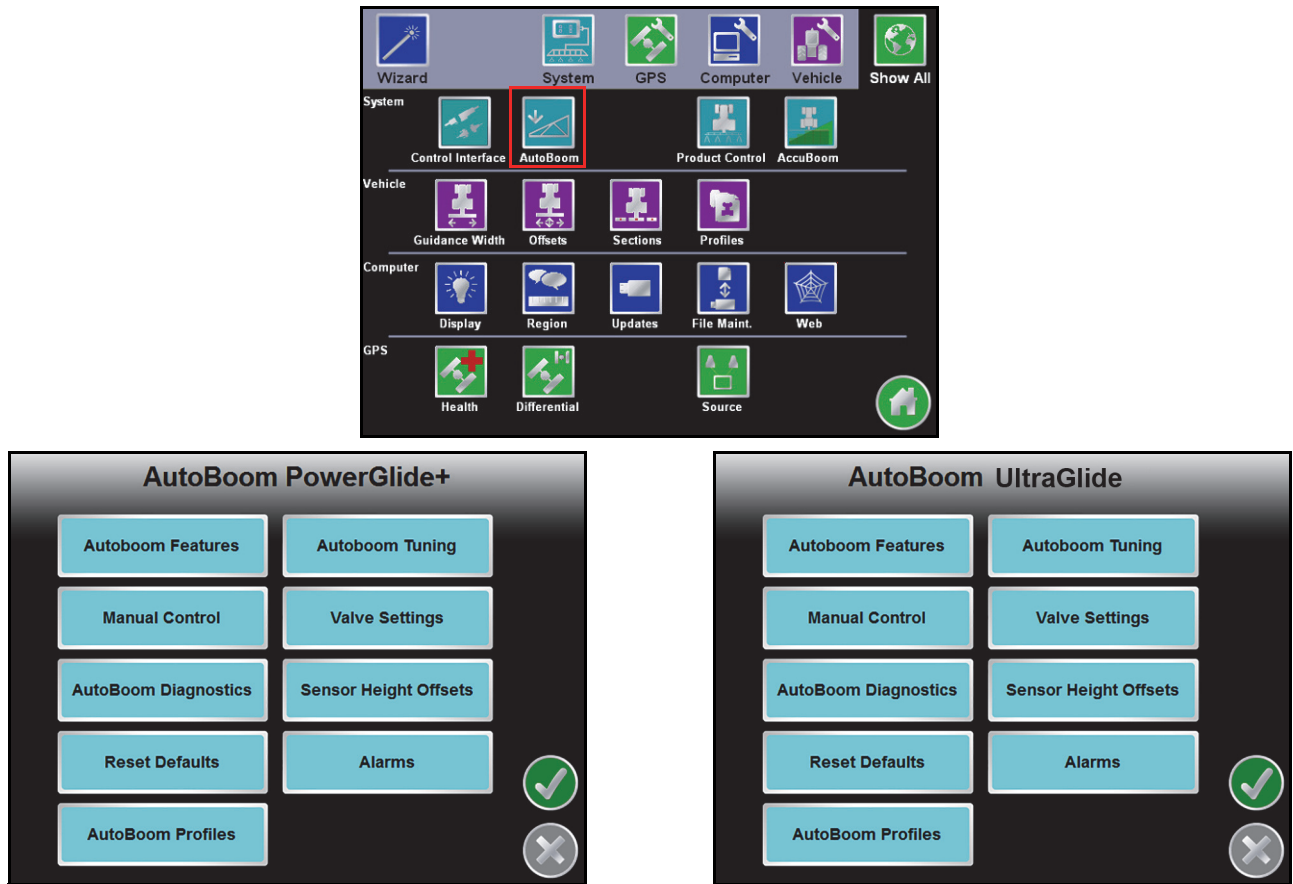 Wizard System GPS Computer Vehicle Show All
System
Control Interface AutoBoom Product Control AccuBoom
Vehicle
Guidance Width Offsets Sections Profiles
Computer
Display Region Updates File Maint. Web
GPS
Health Differential Source
AutoBoom PowerGlide+
Autoboom Features Autoboom Tuning
Manual Control Valve Settings
AutoBoom Diagnostics Sensor Height Offsets
Reset Defaults Alarms
AutoBoom Profiles
AutoBoom UltraGlide
Autoboom Features Autoboom Tuning
Manual Control Valve Settings
AutoBoom Diagnostics Sensor Height Offsets
Reset Defaults Alarms
AutoBoom Profiles